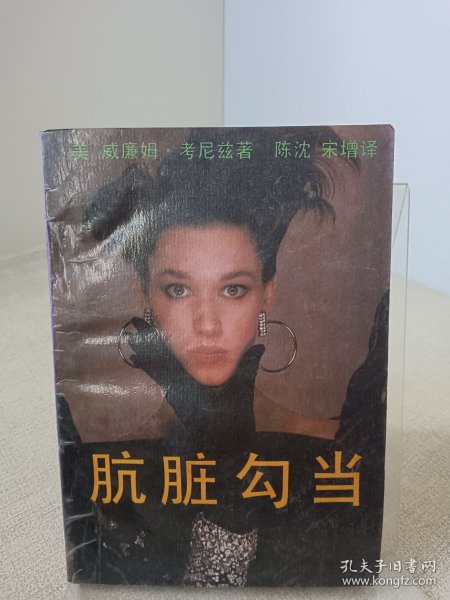 美 威廉姆·考尼兹著 陈沈 宋增译
肮脏勾当
孔夫子旧书网
www.kongfz.com